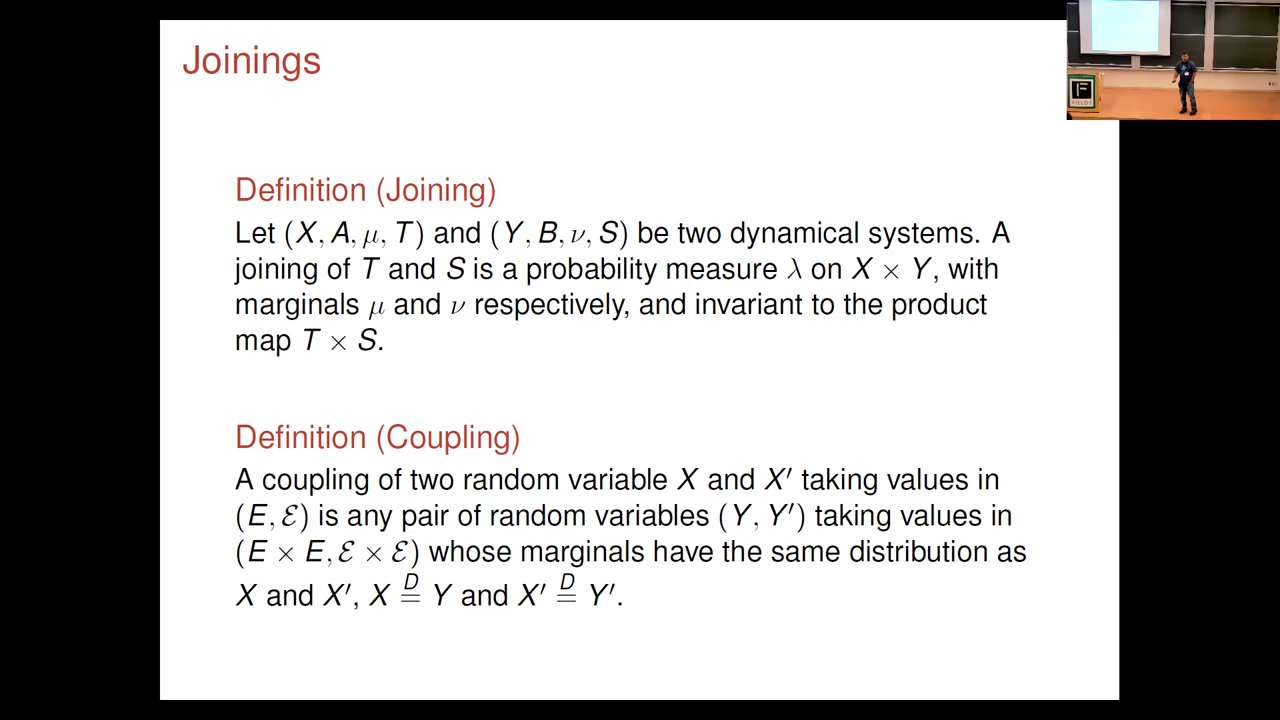 Joinings
Definition (Joining)
Let (X, A, μ, T) and (Y, B, ν, S) be two dynamical systems. A
joining of T and S is a probability measure λ on X × Y, with
marginals μ and ν respectively, and invariant to the product
map T × S.
Definition (Coupling)
A coupling of two random variable X and X′ taking values in
(E, ℰ) is any pair of random variables (Y, Y′) taking values in
(E × E, ℰ × ℰ) whose marginals have the same distribution as
X and X′, X =ᴰ Y and X′ =ᴰ Y′.
FIELDS